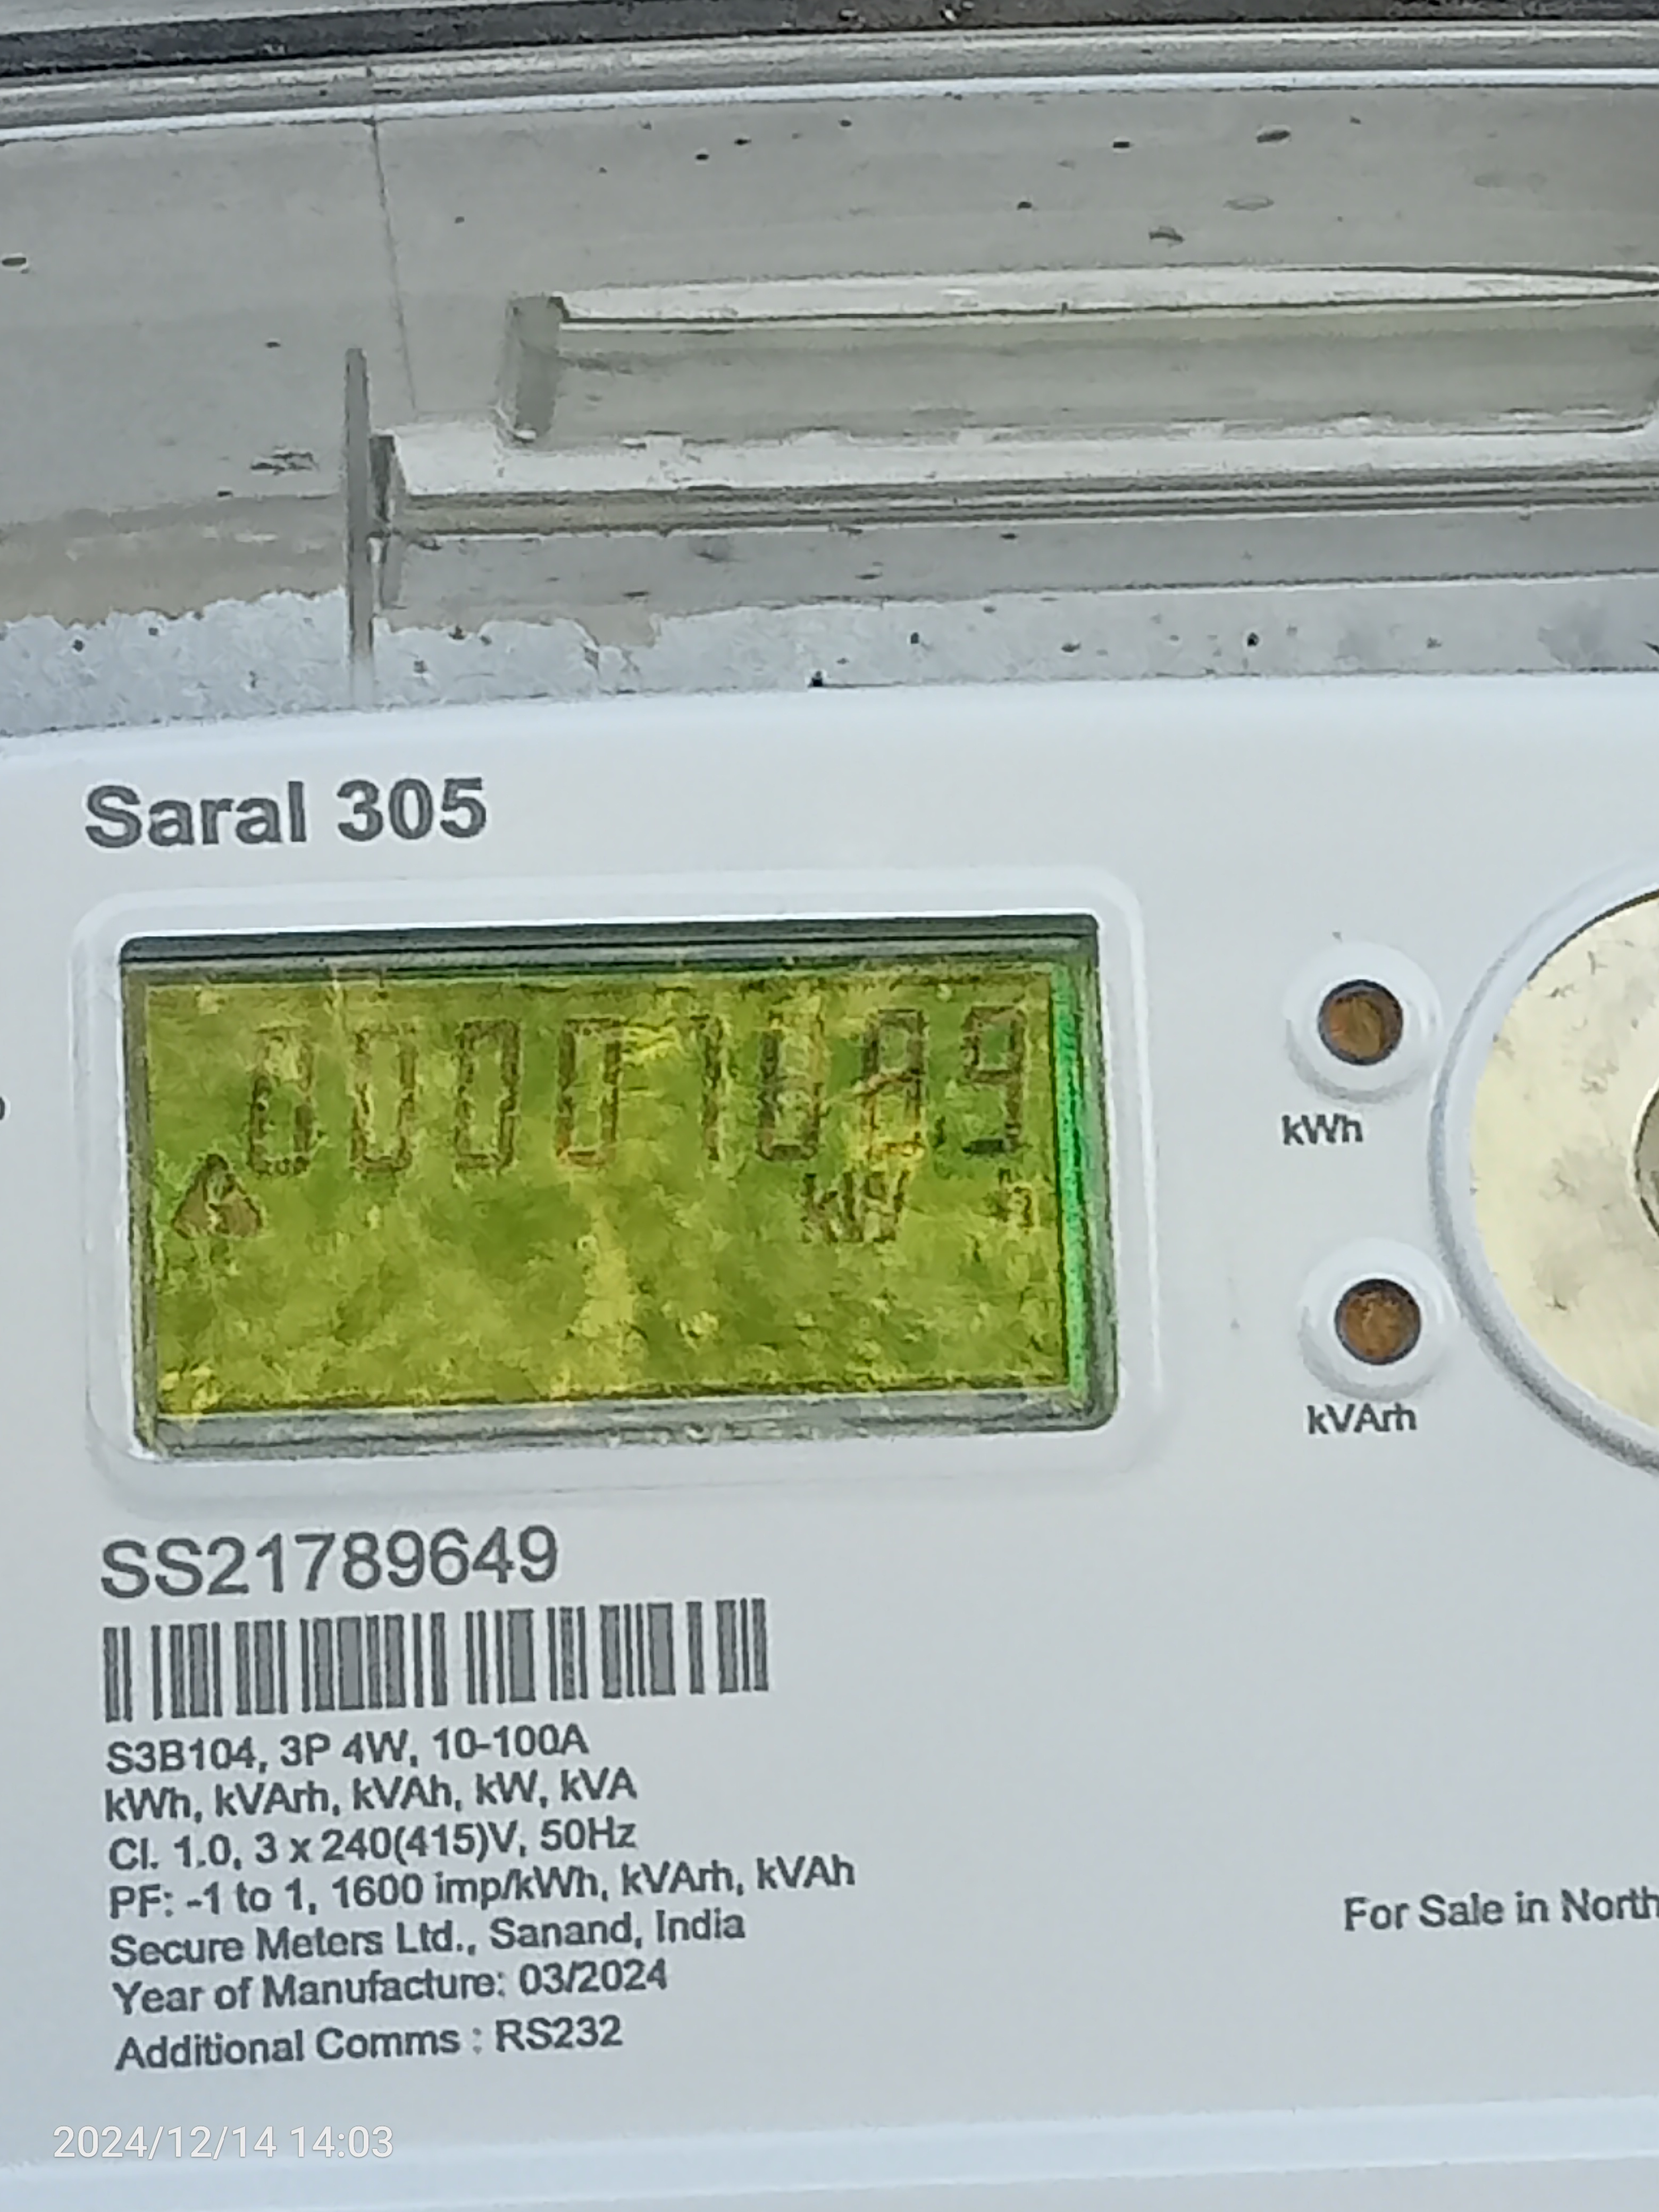 Saral 305
kW h
kWh
kVArh
SS21789649
S3B104, 3P 4W, 10-100A
kWh, kVArh, kVAh, kW, kVA
Cl. 1.0, 3 x 240(415)V, 50Hz
PF: -1 to 1, 1600 imp/kWh, kVArh, kVAh
Secure Meters Ltd., Sanand, India
Year of Manufacture: 03/2024
Additional Comms : RS232
For Sale in North
2024/12/14 14:03